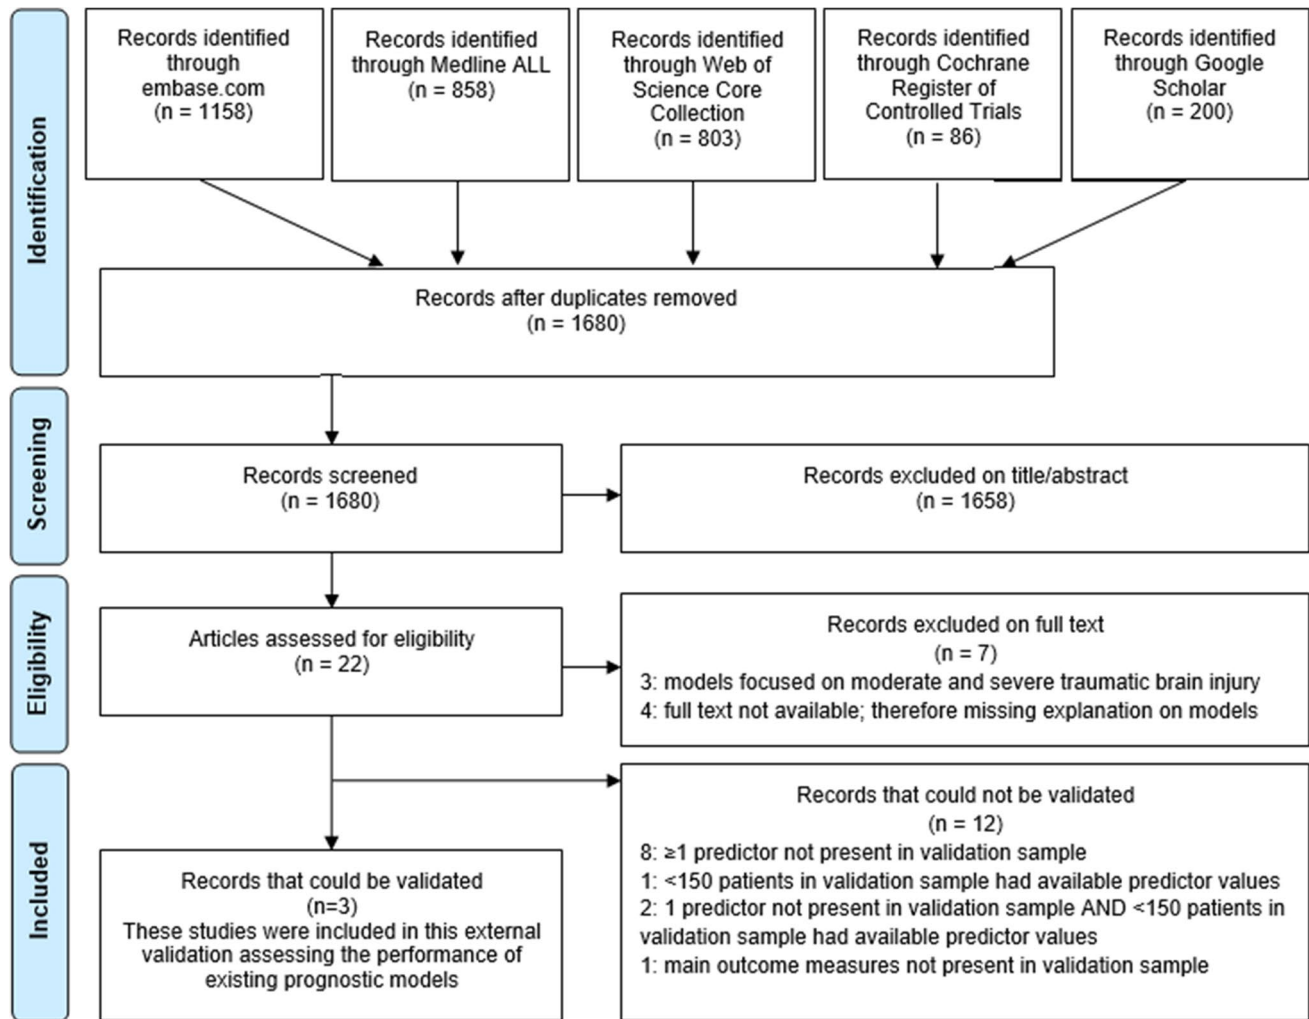 Identification
Records identified
through
embase.com
(n = 1158)
Records identified
through Medline ALL
(n = 858)
Records identified
through Web of
Science Core
Collection
(n = 803)
Records identified
through Cochrane
Register of
Controlled Trials
(n = 86)
Records identified
through Google
Scholar
(n = 200)
Records after duplicates removed
(n = 1680)
Screening
Records screened
(n = 1680)
Records excluded on title/abstract
(n = 1658)
Eligibility
Articles assessed for eligibility
(n = 22)
Records excluded on full text
(n = 7)
3: models focused on moderate and severe traumatic brain injury
4: full text not available; therefore missing explanation on models
Included
Records that could be validated
(n=3)
These studies were included in this external
validation assessing the performance of
existing prognostic models
Records that could not be validated
(n = 12)
8: ≥1 predictor not present in validation sample
1: <150 patients in validation sample had available predictor values
2: 1 predictor not present in validation sample AND <150 patients in
validation sample had available predictor values
1: main outcome measures not present in validation sample